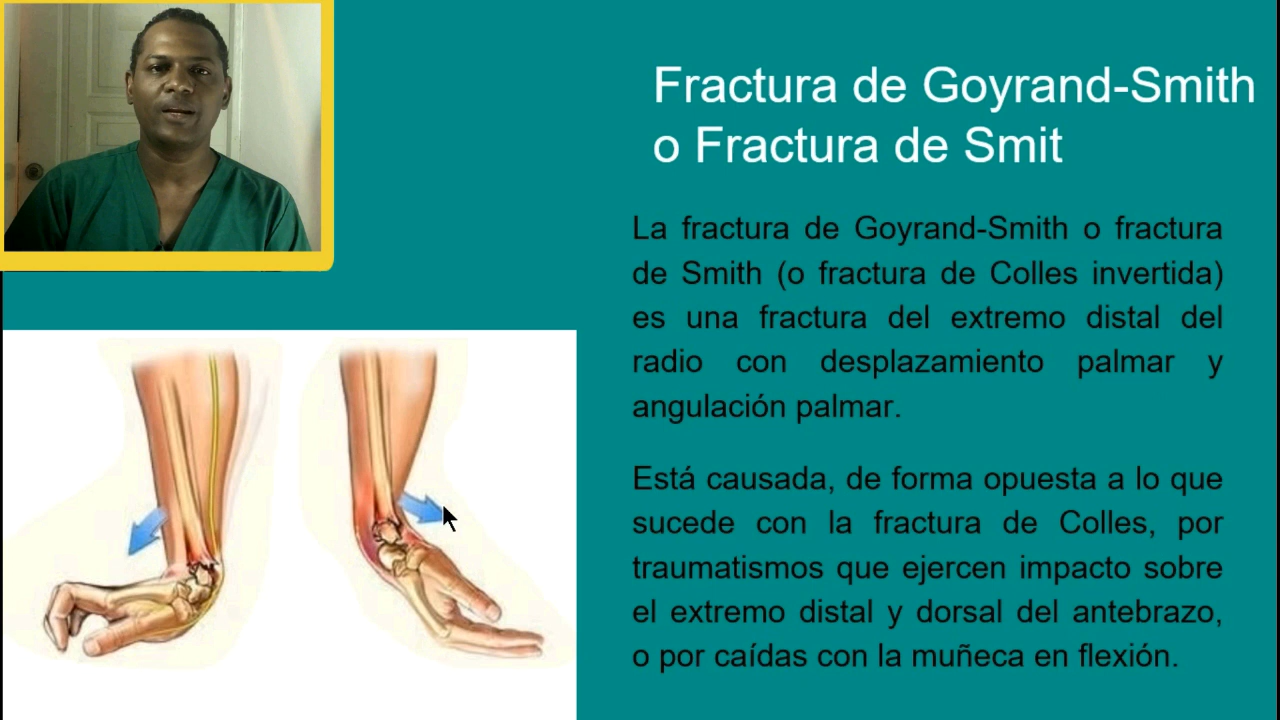 Fractura de Goyrand-Smith
o Fractura de Smit
La fractura de Goyrand-Smith o fractura
de Smith (o fractura de Colles invertida)
es una fractura del extremo distal del
radio con desplazamiento palmar y
angulación palmar.
Está causada, de forma opuesta a lo que
sucede con la fractura de Colles, por
traumatismos que ejercen impacto sobre
el extremo distal y dorsal del antebrazo,
o por caídas con la muñeca en flexión.